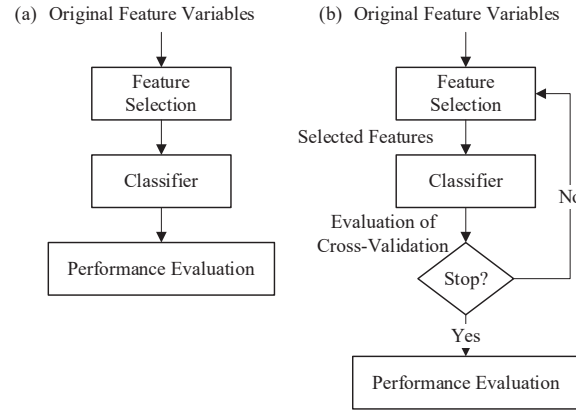 (a) Original Feature Variables
Feature
Selection
Classifier
Performance Evaluation
(b) Original Feature Variables
Feature
Selection
Selected Features
Classifier
Evaluation of
Cross-Validation
Stop?
No
Yes
Performance Evaluation